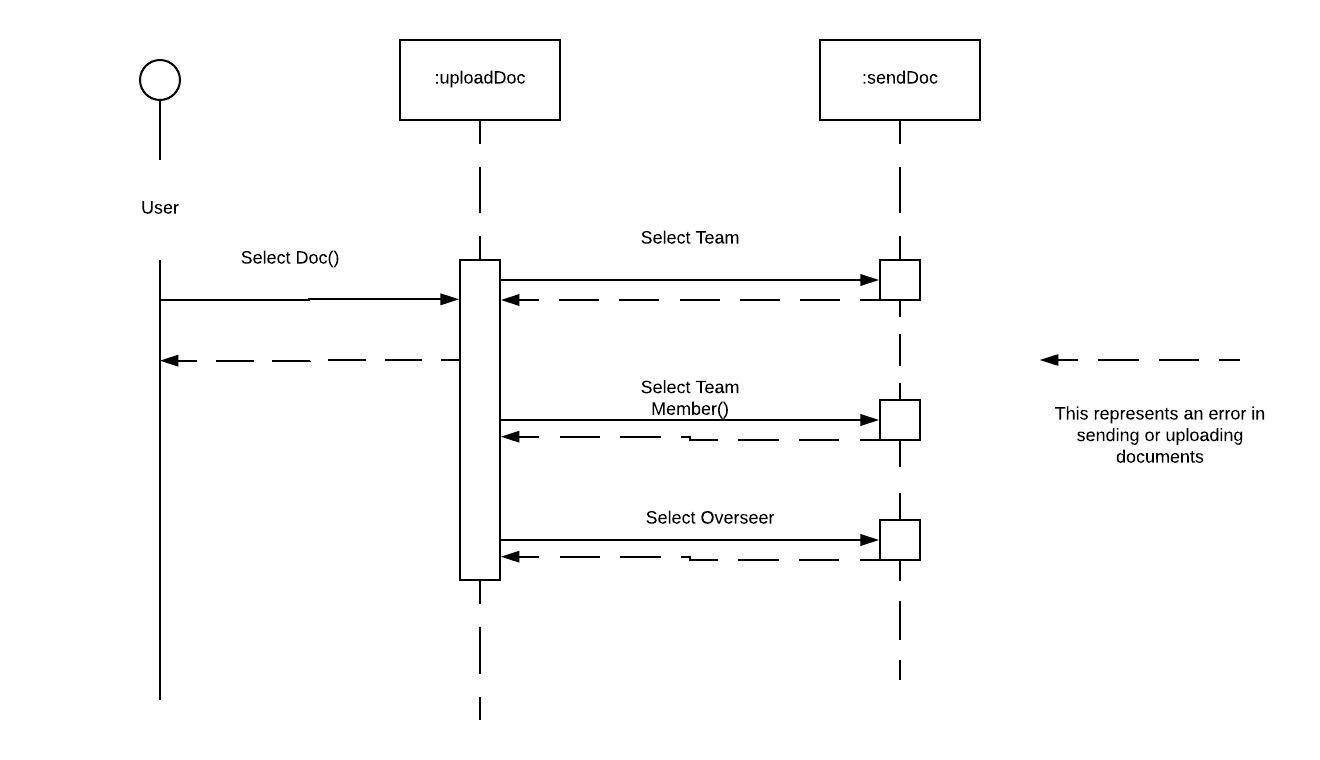 :uploadDoc
:sendDoc
User
Select Doc()
Select Team
Select Team
Member()
This represents an error in
sending or uploading
documents
Select Overseer